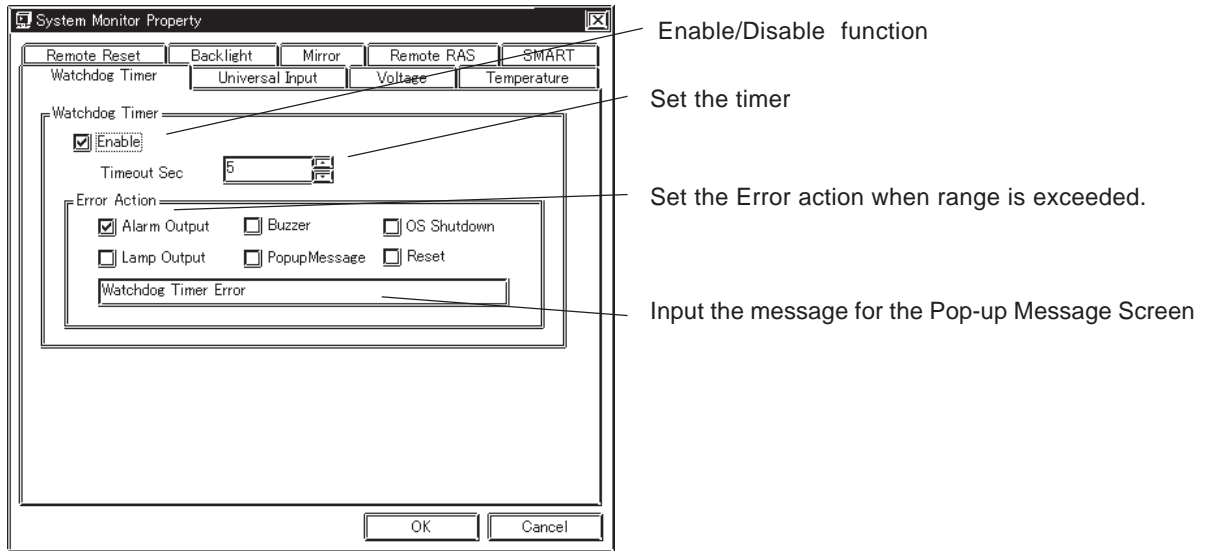 System Monitor Property
Remote Reset Backlight Mirror Remote RAS SMART
Watchdog Timer Universal Input Voltage Temperature
Watchdog Timer
Enable
Timeout Sec 5
Error Action
Alarm Output Buzzer OS Shutdown
Lamp Output PopupMessage Reset
Watchdog Timer Error
OK Cancel
Enable/Disable function
Set the timer
Set the Error action when range is exceeded.
Input the message for the Pop-up Message Screen